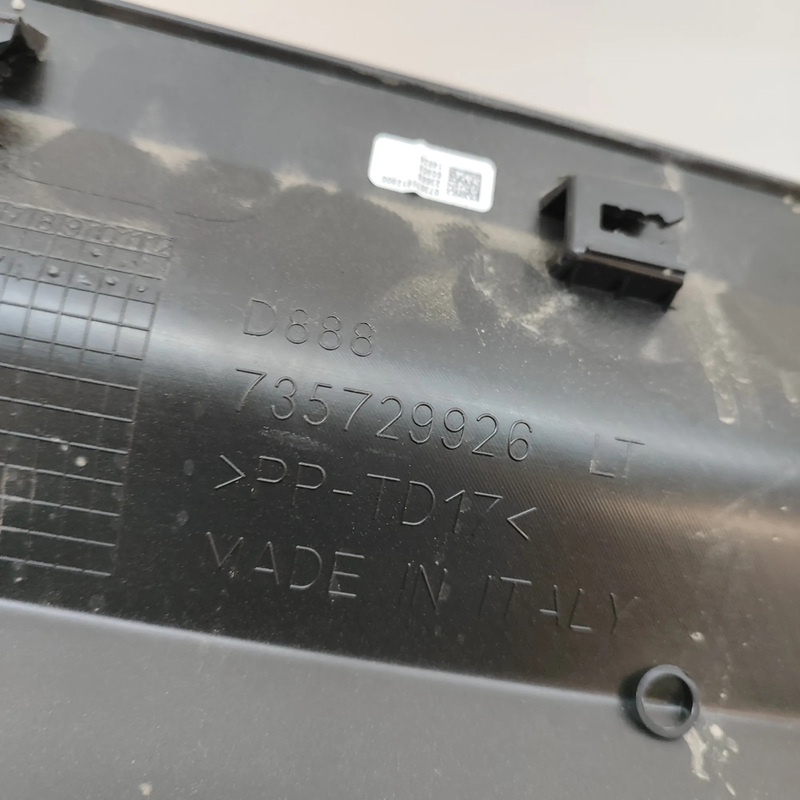 D888
735729926 LT
>PP-TD17<
MADE IN ITALY